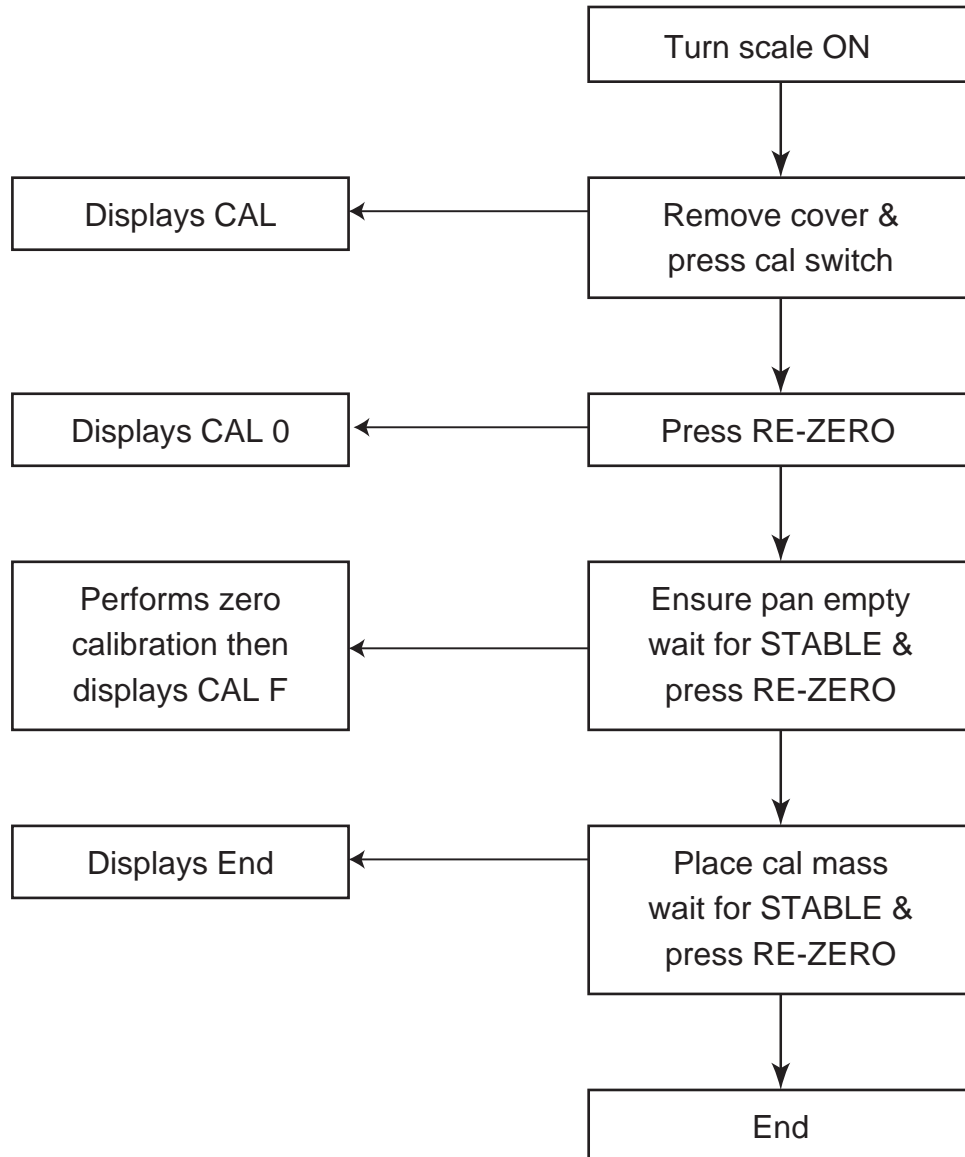 Turn scale ON
Displays CAL
Remove cover &
press cal switch
Displays CAL 0
Press RE-ZERO
Performs zero
calibration then
displays CAL F
Ensure pan empty
wait for STABLE &
press RE-ZERO
Displays End
Place cal mass
wait for STABLE &
press RE-ZERO
End